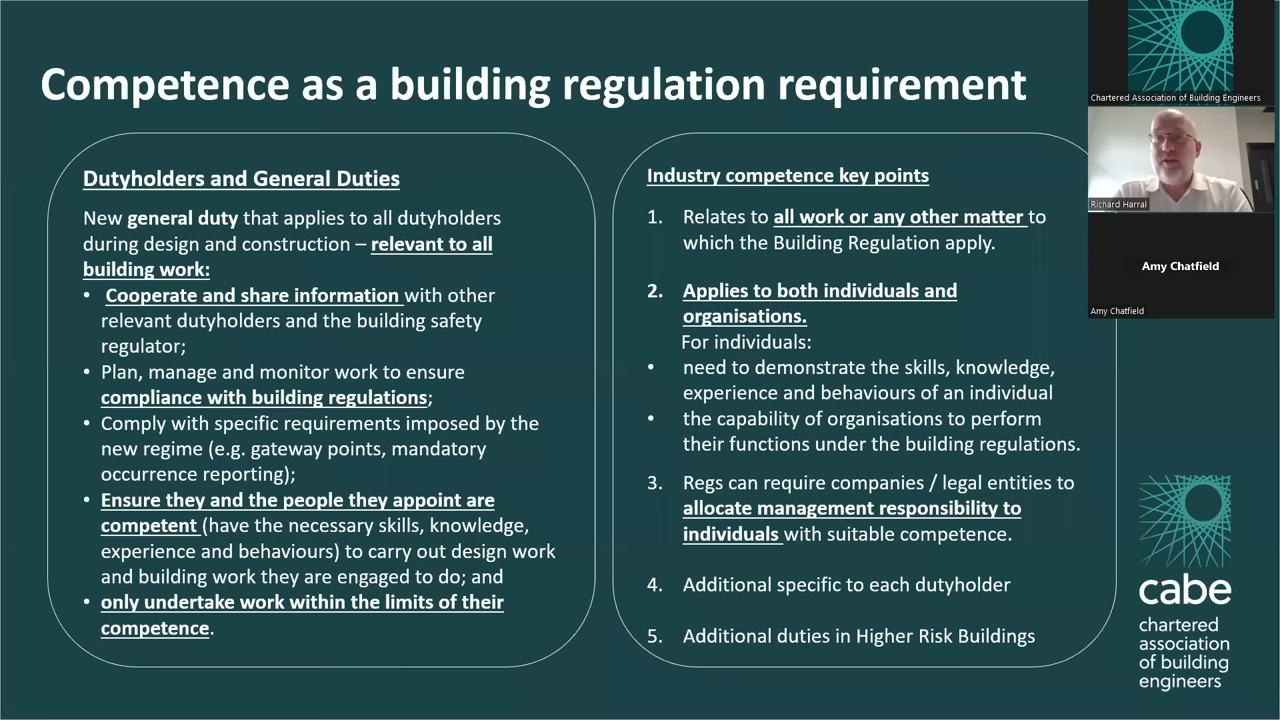 Competence as a building regulation requirement
Dutyholders and General Duties
New general duty that applies to all dutyholders
during design and construction – relevant to all
building work:
• Cooperate and share information with other
relevant dutyholders and the building safety
regulator;
• Plan, manage and monitor work to ensure
compliance with building regulations;
• Comply with specific requirements imposed by the
new regime (e.g. gateway points, mandatory
occurrence reporting);
• Ensure they and the people they appoint are
competent (have the necessary skills, knowledge,
experience and behaviours) to carry out design work
and building work they are engaged to do; and
• only undertake work within the limits of their
competence.
Industry competence key points
1. Relates to all work or any other matter to
which the Building Regulation apply.
2. Applies to both individuals and
organisations.
For individuals:
• need to demonstrate the skills, knowledge,
experience and behaviours of an individual
• the capability of organisations to perform
their functions under the building regulations.
3. Regs can require companies / legal entities to
allocate management responsibility to
individuals with suitable competence.
4. Additional specific to each dutyholder
5. Additional duties in Higher Risk Buildings
Chartered Association of Building Engineers
Richard Harral
Amy Chatfield
Amy Chatfield
cabe
chartered
association
of building
engineers